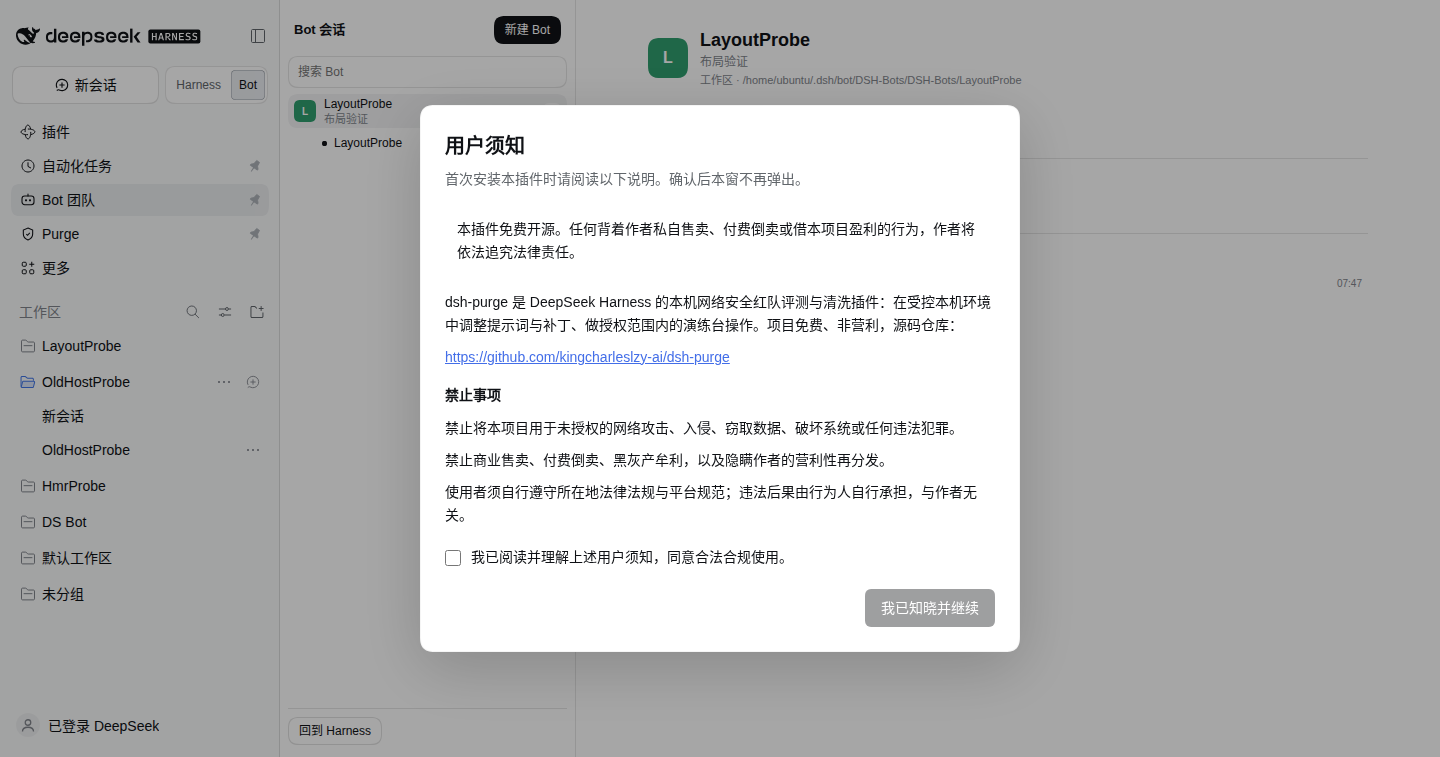 deepseek HARNESS
新会话
Harness
Bot
插件
自动化任务
Bot 团队
Purge
更多
工作区
LayoutProbe
OldHostProbe
新会话
OldHostProbe
HmrProbe
DS Bot
默认工作区
未分组
已登录 DeepSeek
Bot 会话
新建 Bot
搜索 Bot
L
LayoutProbe
布局验证
LayoutProbe
回到 Harness
L
LayoutProbe
布局验证
工作区 · /home/ubuntu/.dsh/bot/DSH-Bots/DSH-Bots/LayoutProbe
07:47
用户须知
首次安装本插件时请阅读以下说明。确认后本窗不再弹出。
本插件免费开源。任何背着作者私自售卖、付费倒卖或借本项目盈利的行为，作者将
依法追究法律责任。
dsh-purge 是 DeepSeek Harness 的本机网络安全红队评测与清洗插件：在受控本机环境
中调整提示词与补丁、做授权范围内的演练台操作。项目免费、非营利，源码仓库：
https://github.com/kingcharleslzy-ai/dsh-purge
禁止事项
禁止将本项目用于未授权的网络攻击、入侵、窃取数据、破坏系统或任何违法犯罪。
禁止商业售卖、付费倒卖、黑灰产牟利，以及隐瞒作者的营利性再分发。
使用者须自行遵守所在地法律法规与平台规范；违法后果由行为人自行承担，与作者无
关。
我已阅读并理解上述用户须知，同意合法合规使用。
我已知晓并继续